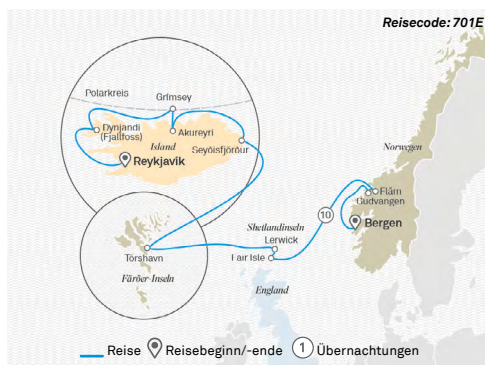 Reisecode: 701E
Polarkreis
Grimsey
Dynjandi
(Fjallfoss)
Island
Akureyri
Seyðisfjörður
Reykjavik
Norwegen
Flåm
Gudvangen
10
Bergen
Shetlandinseln
Lerwick
Fair Isle
Tórshavn
Färöer-Inseln
England
Reise
Reisebeginn/-ende
1
Übernachtungen